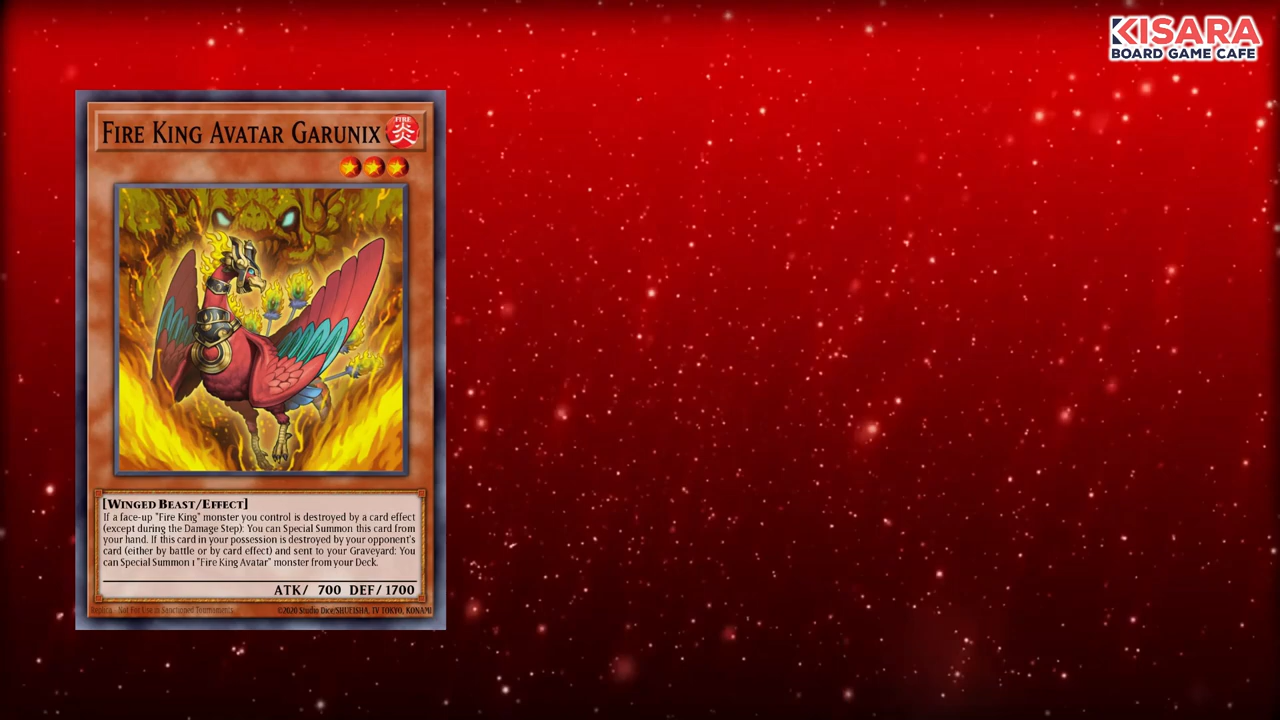 KISARA
BOARD GAME CAFE
FIRE KING AVATAR GARUNIX
FIRE
炎
[WINGED BEAST/EFFECT]
If a face-up "Fire King" monster you control is destroyed by a card effect
(except during the Damage Step): You can Special Summon this card from
your hand. If this card in your possession is destroyed by your opponent's
card (either by battle or by card effect) and sent to your Graveyard: You
can Special Summon 1 "Fire King Avatar" monster from your Deck.
ATK/ 700 DEF/1700
Replica - Not For Use in Sanctioned Tournaments
©2020 Studio Dice/SHUEISHA, TV TOKYO, KONAMI